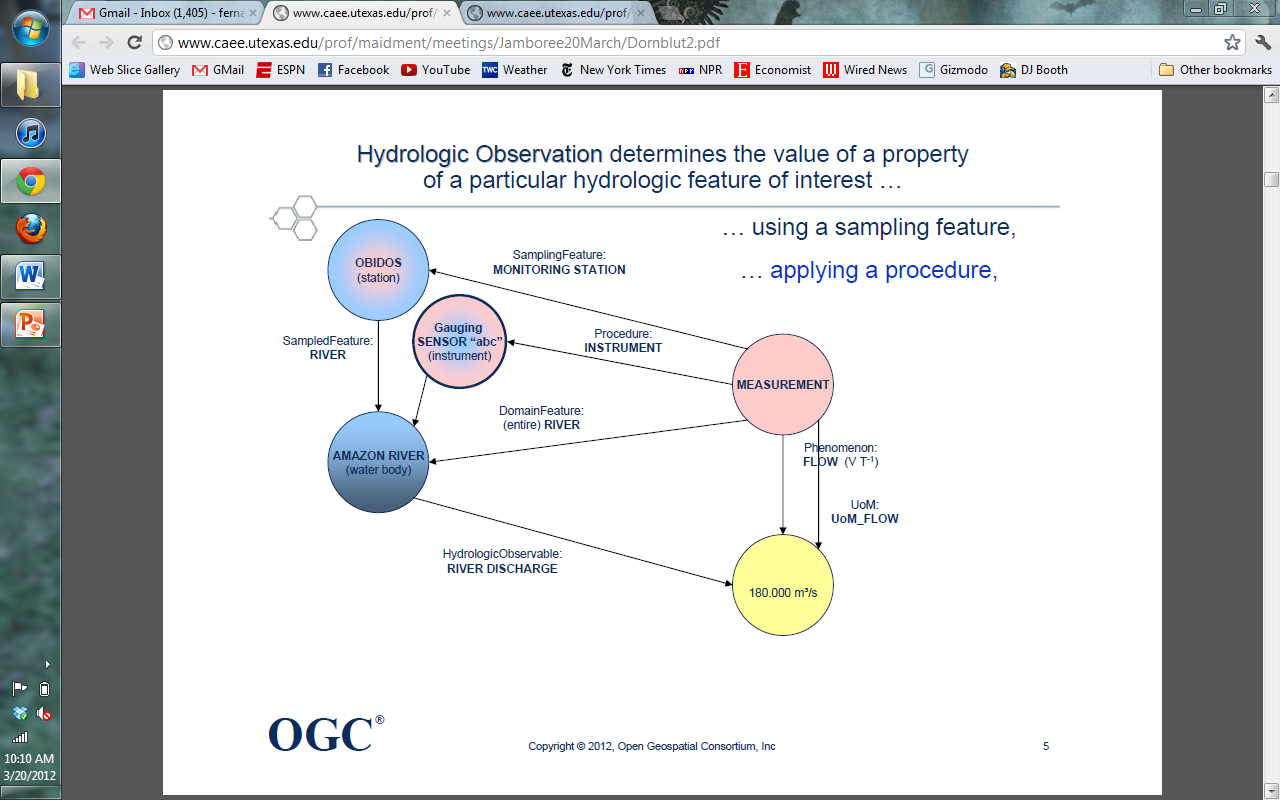 Gmail - Inbox (1,405) - ferna
www.caee.utexas.edu/prof/
www.caee.utexas.edu/prof/
www.caee.utexas.edu/prof/maidment/meetings/Jamboree20March/Dornblut2.pdf
Web Slice Gallery
GMail
ESPN
Facebook
YouTube
TWC
Weather
New York Times
npr
NPR
Economist
Wired News
Gizmodo
DJ Booth
Other bookmarks
Hydrologic Observation determines the value of a property
of a particular hydrologic feature of interest …
… using a sampling feature,
… applying a procedure,
OBIDOS
(station)
SamplingFeature:
MONITORING STATION
Gauging
SENSOR “abc”
(instrument)
Procedure:
INSTRUMENT
SampledFeature:
RIVER
MEASUREMENT
DomainFeature:
(entire) RIVER
AMAZON RIVER
(water body)
Phenomenon:
FLOW (V T⁻¹)
UoM:
UoM_FLOW
HydrologicObservable:
RIVER DISCHARGE
180.000 m³/s
OGC®
Copyright © 2012, Open Geospatial Consortium, Inc
5
10:10 AM
3/20/2012